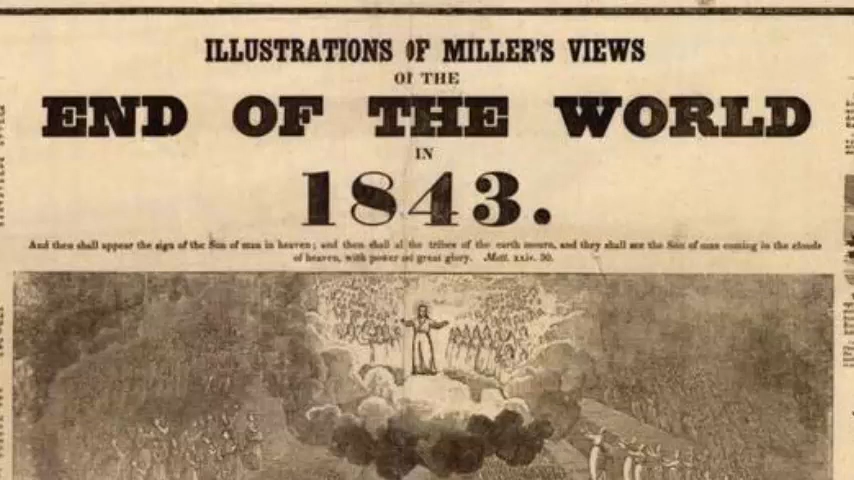 ILLUSTRATIONS OF MILLER'S VIEWS
OF THE
END OF THE WORLD
IN
1843.
And then shall appear the sign of the Son of man in heaven; and then shall all the tribes of the earth mourn, and they shall see the Son of man coming in the clouds
of heaven, with power and great glory. Matt. xxiv. 30.